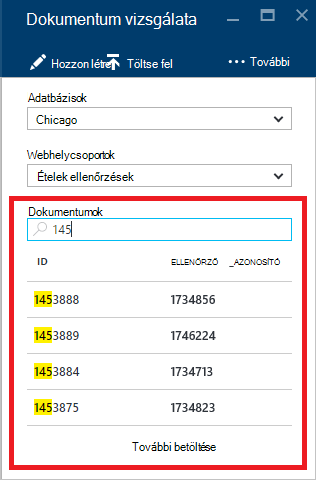 Dokumentum vizsgálata
Hozzon létre Töltse fel ••• További
Adatbázisok
Chicago
Webhelycsoportok
Ételek ellenőrzések
Dokumentumok
145
ID ELLENŐRZŐ _AZONOSÍTÓ
1453888 1734856
1453889 1746224
1453884 1734713
1453875 1734823
További betöltése